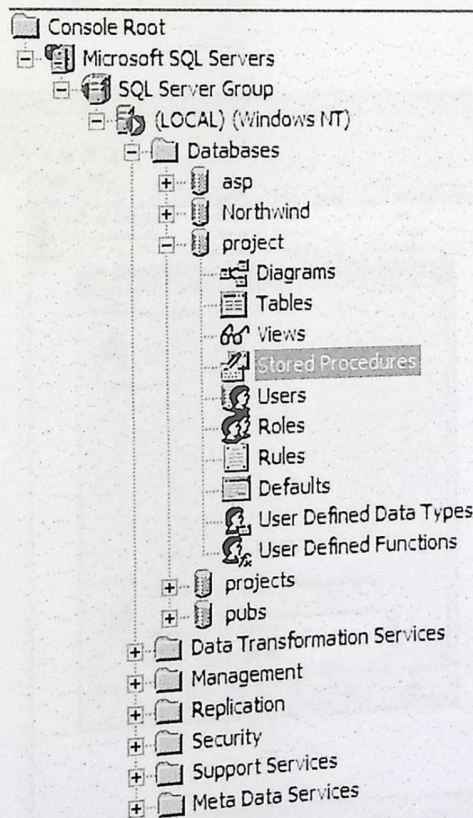 Console Root
Microsoft SQL Servers
SQL Server Group
(LOCAL) (Windows NT)
Databases
asp
Northwind
project
Diagrams
Tables
Views
Stored Procedures
Users
Roles
Rules
Defaults
User Defined Data Types
User Defined Functions
projects
pubs
Data Transformation Services
Management
Replication
Security
Support Services
Meta Data Services